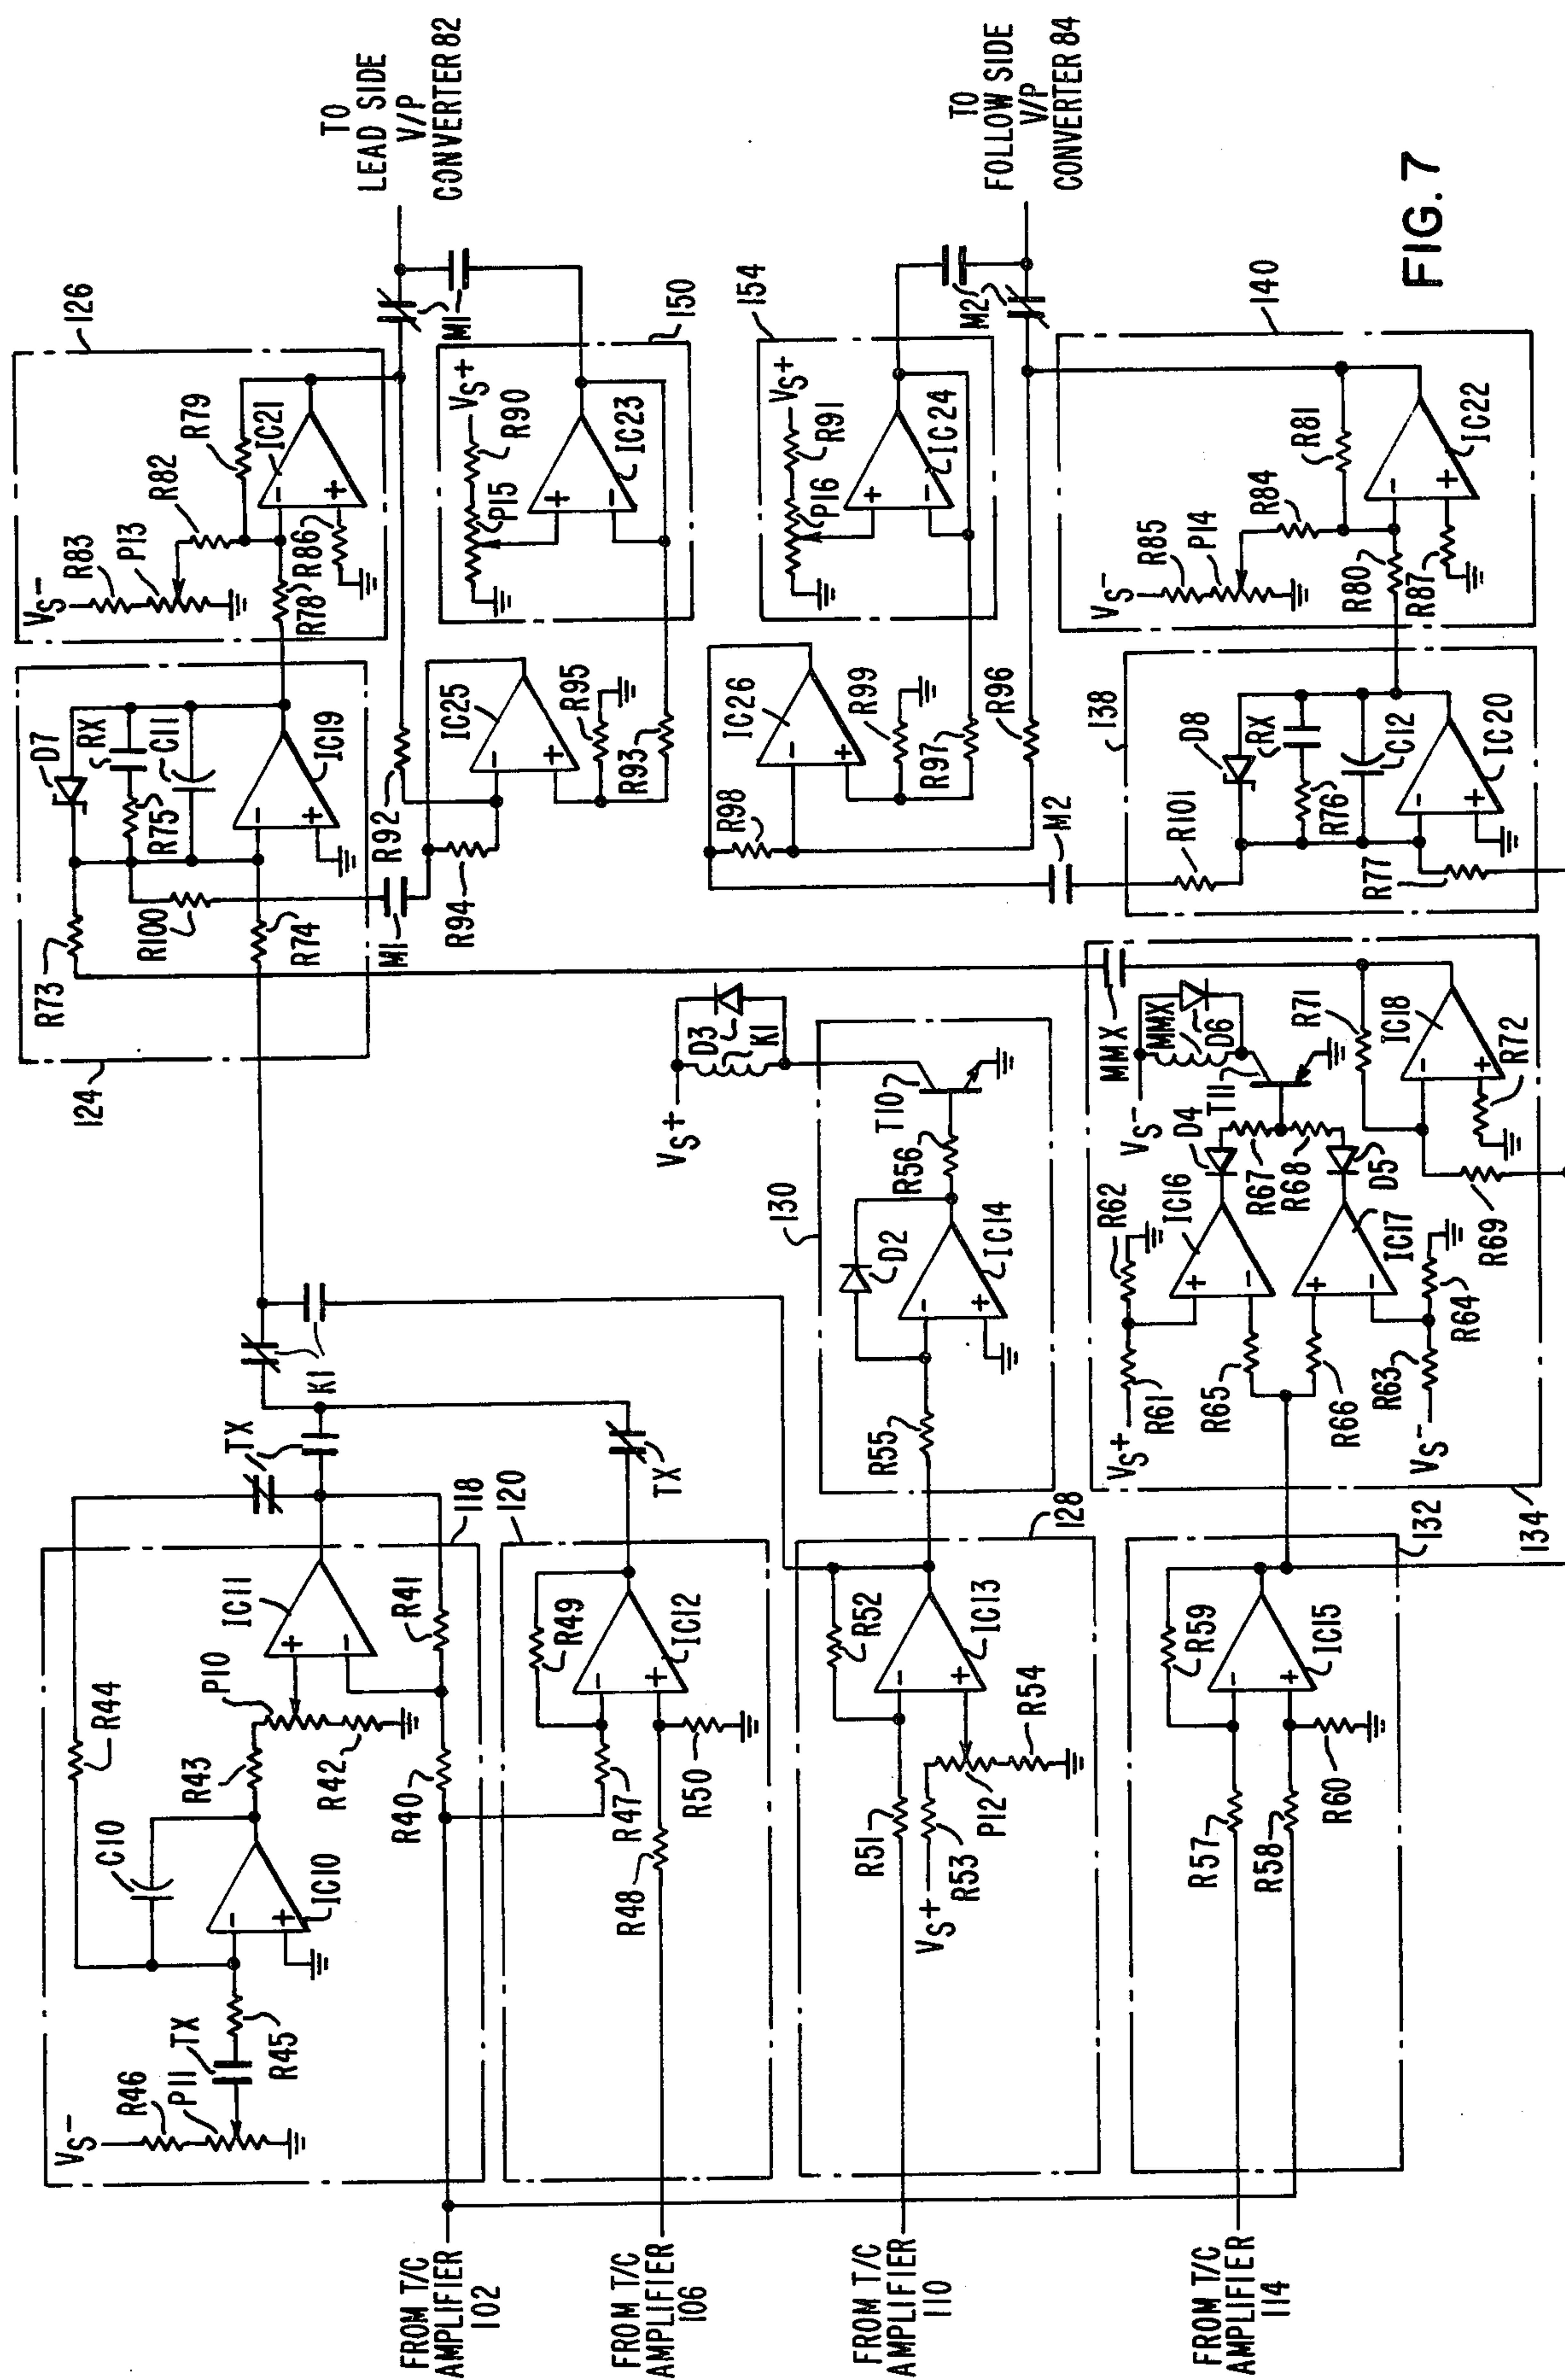 FROM T/C
AMPLIFIER
102
FROM T/C
AMPLIFIER
106
FROM T/C
AMPLIFIER
110
FROM T/C
AMPLIFIER
114
VS-
R46
P11
TX
R45
C10
IC10
R44
R43
P10
R42
IC11
R41
R40
118
TX
K1
R47
R48
R49
R50
IC12
120
TX
R51
R52
VS+
R53
P12
R54
IC13
128
R57
R58
R59
R60
IC15
132
R55
D2
IC14
R56
T10
130
VS+
D3
K1
VS+
R61
R62
R65
R66
R63
R64
VS-
IC16
IC17
D4
R67
R68
D5
VS-
T11
MMX
D6
MMX
R69
R71
IC18
R72
134
124
R73
R100
R74
D7
RX
R75
C11
IC19
M1
R92
R94
IC25
R95
R93
R98
IC26
R99
R97
R96
M2
R101
138
D8
RX
R76
C12
R77
IC20
VS-
R83
P13
R82
R79
IC21
R78
R86
126
M1
VS+
R90
P15
IC23
150
154
VS+
R91
P16
IC24
M2
VS-
R85
P14
R84
R81
R80
R87
IC22
140
TO
LEAD SIDE
V/P
CONVERTER 82
TO
FOLLOW SIDE
V/P
CONVERTER 84
FIG. 7